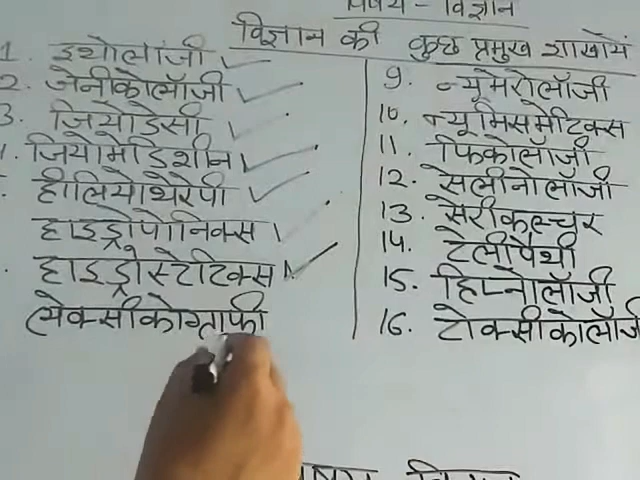 विषय - विज्ञान
विज्ञान की कुछ प्रमुख शाखायें
1. इथोलॉजी
2. जेनीकोलॉजी
3. जियोडेसी
जियोमेडिशीन
हीलियोथेरेपी
हाइड्रोपोनिक्स
हाइड्रोस्टेटिक्स
लेक्सीकोग्राफी
9. न्यूमेरोलॉजी
10. न्यूमिसमेटिक्स
11. फिकोलॉजी
12. सेलीनोलॉजी
13. सेरीकल्चर
14. टेलीपैथी
15. हिप्नोलॉजी
16. टोक्सीकोलॉजी